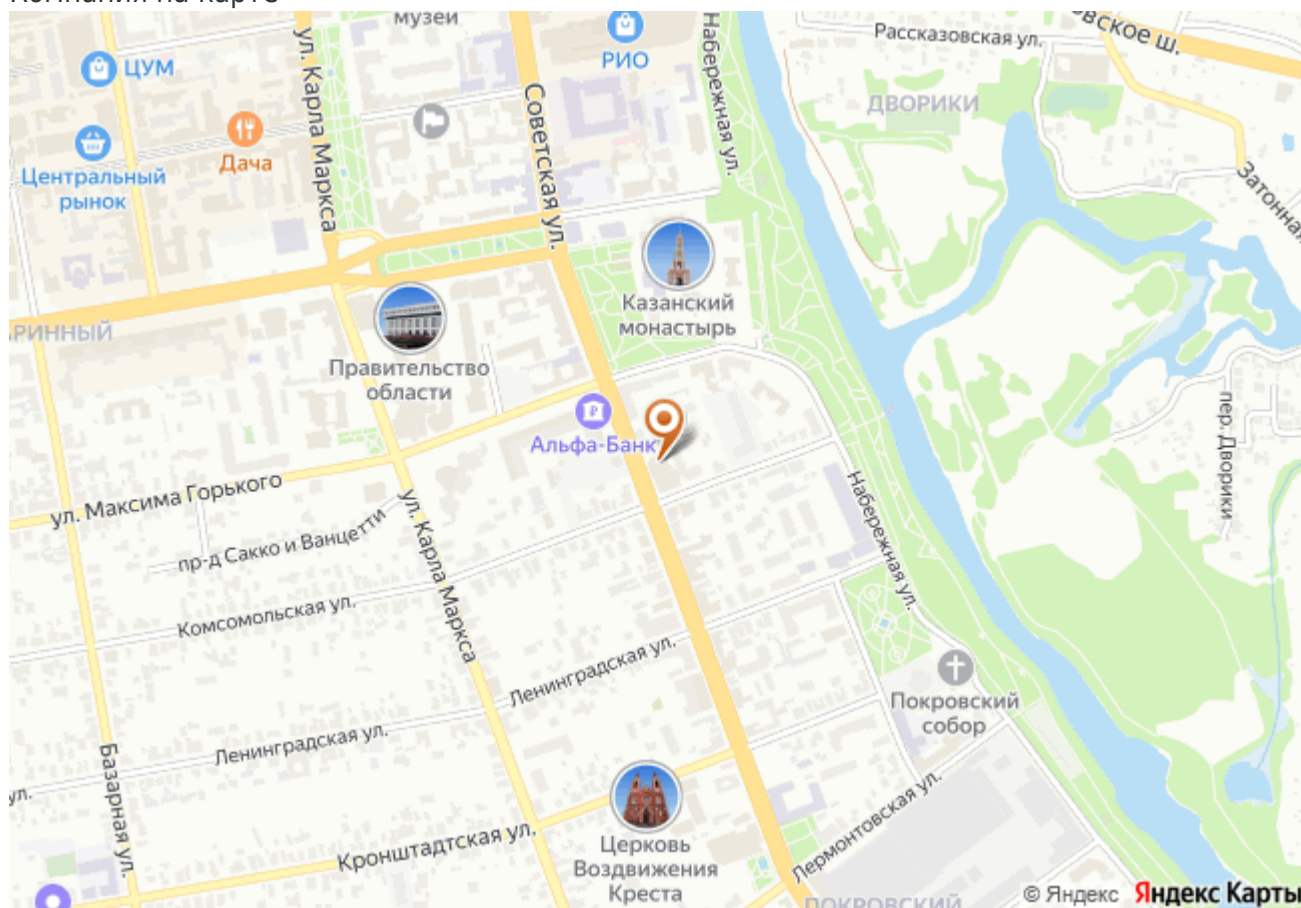 музеи
ЦУМ
РИО
Рассказовская ул.
вское ш.
ул. Карла Маркса
Советская ул.
Набережная ул.
ДВОРИКИ
Центральный
рынок
Дача
Затонная
Казанский
монастырь
РИННЫЙ
Правительство
области
Альфа-Банк
пер. Дворики
ул. Максима Горького
пр-д Сакко и Ванцетти
ул. Карла Маркса
Набережная ул.
Комсомольская ул.
Ленинградская ул.
Ленинградская ул.
Покровский
собор
Базарная ул.
ул.
Кронштадтская ул.
Церковь
Воздвижения
Креста
Лермонтовская ул.
ПОКРОВСКИЙ
© Яндекс Яндекс Карты